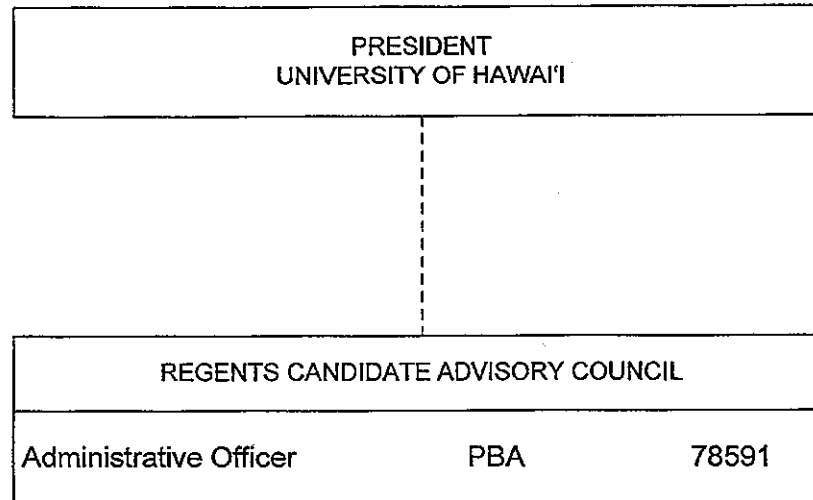 PRESIDENT
UNIVERSITY OF HAWAI'I
REGENTS CANDIDATE ADVISORY COUNCIL
Administrative Officer PBA 78591